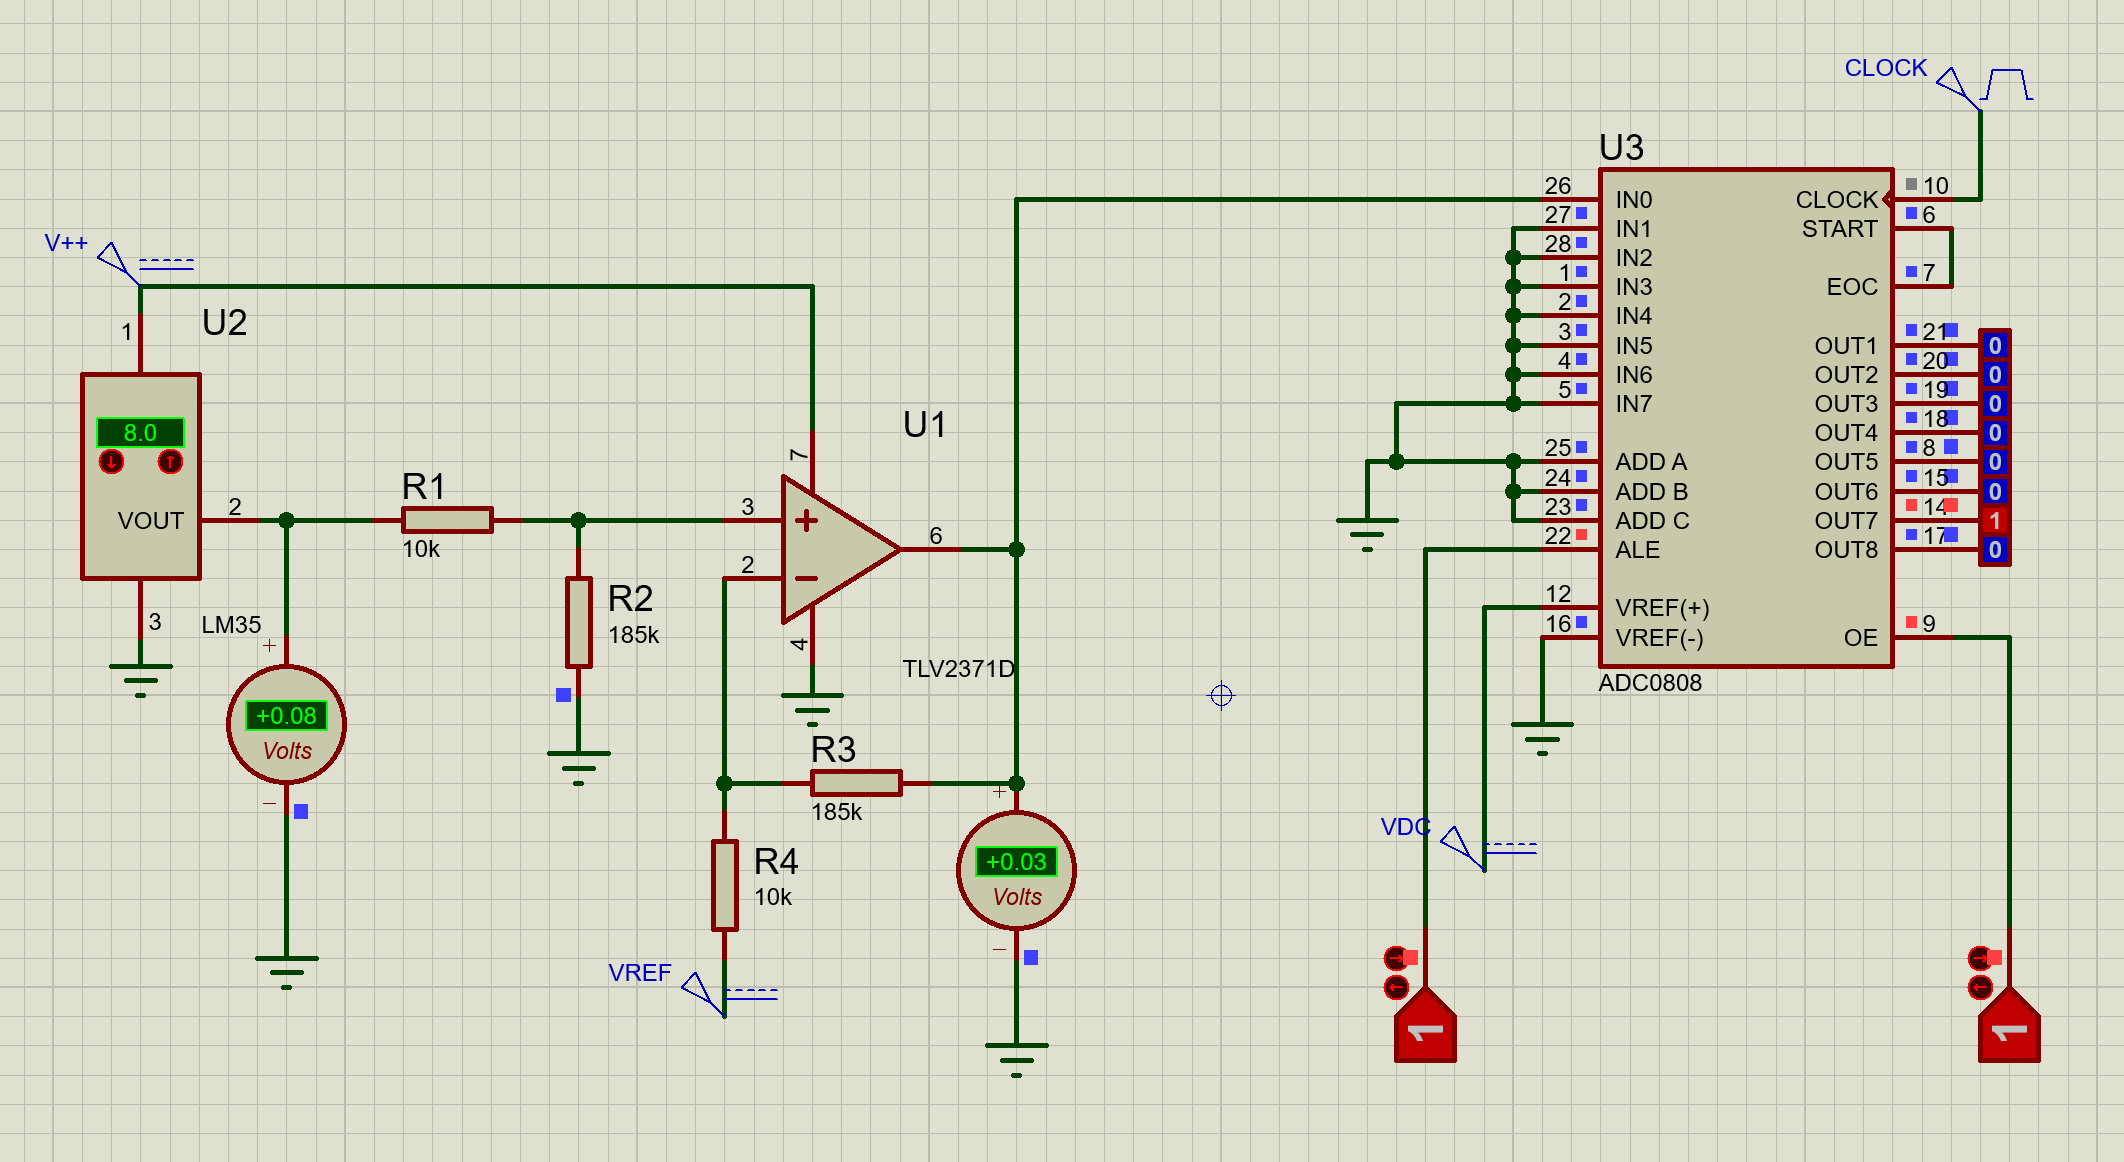 CLOCK
V++
U2
1
8.0
VOUT
2
3
LM35
+
+0.08
Volts
−
R1
10k
R2
185k
U1
7
3
2
6
4
TLV2371D
R3
185k
R4
10k
VREF
+
+0.03
Volts
−
U3
26 IN0 CLOCK 10
27 IN1 START 6
28 IN2
1 IN3 EOC 7
2 IN4
3 IN5 OUT1 21 0
4 IN6 OUT2 20 0
5 IN7 OUT3 19 0
OUT4 18 0
25 ADD A OUT5 8 0
24 ADD B OUT6 15 0
23 ADD C OUT7 14 1
22 ALE OUT8 17 0
12 VREF(+)
16 VREF(-) OE 9
ADC0808
VDC
1
1